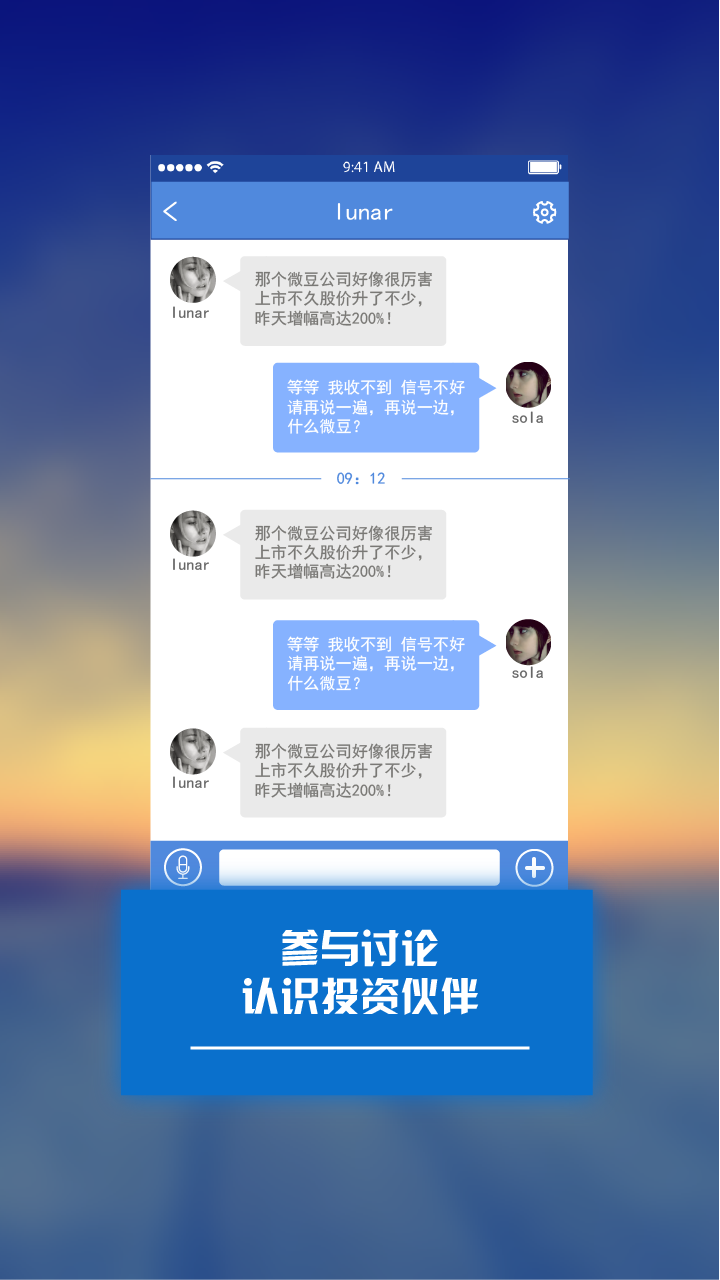 9:41 AM
lunar
那个微豆公司好像很厉害
上市不久股价升了不少，
昨天增幅高达200%!
lunar
等等 我收不到 信号不好
请再说一遍，再说一边，
什么微豆?
sola
09：12
那个微豆公司好像很厉害
上市不久股价升了不少，
昨天增幅高达200%!
lunar
等等 我收不到 信号不好
请再说一遍，再说一边，
什么微豆?
sola
那个微豆公司好像很厉害
上市不久股价升了不少，
昨天增幅高达200%!
lunar
参与讨论
认识投资伙伴